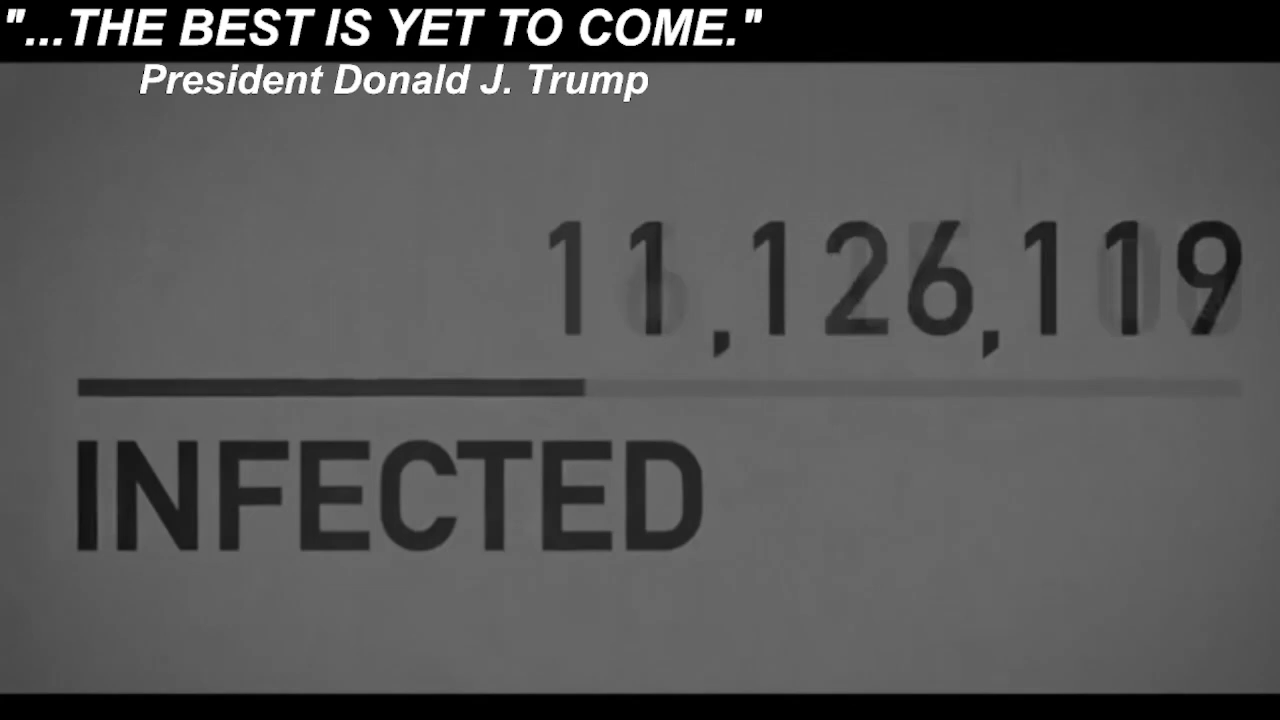 "...THE BEST IS YET TO COME."
President Donald J. Trump
11,126,119
INFECTED